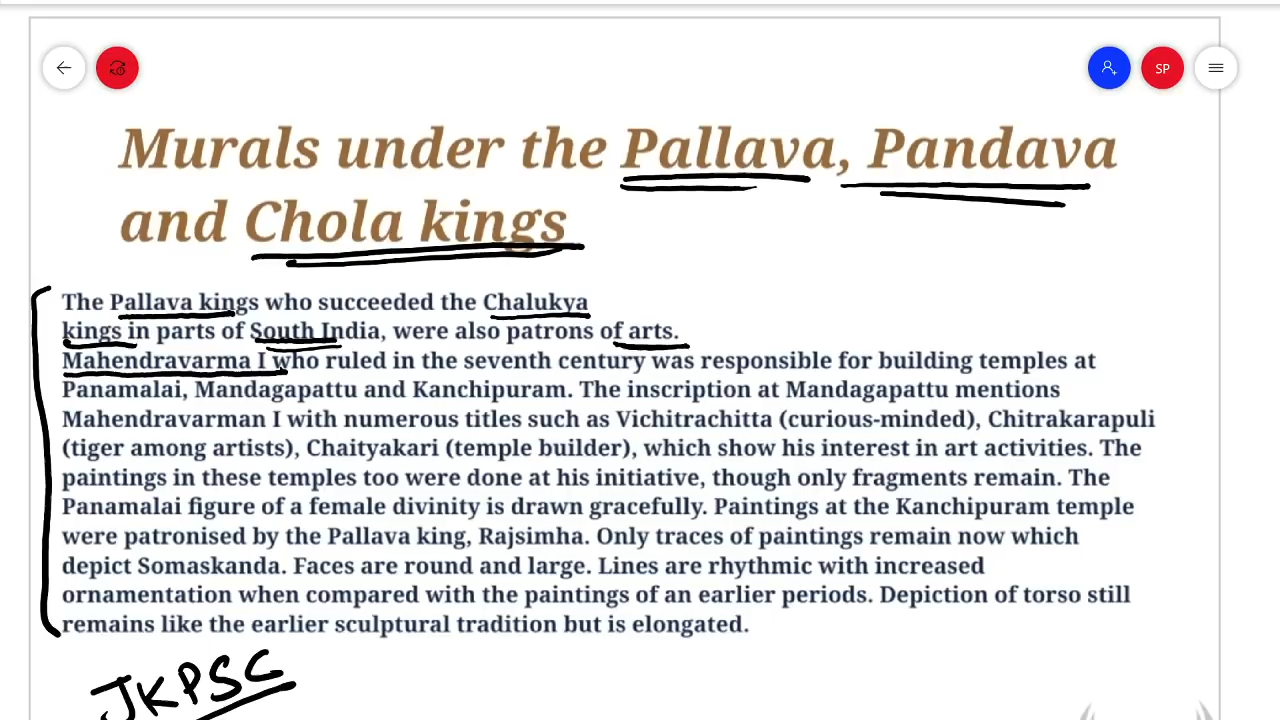 SP
Murals under the Pallava, Pandava
and Chola kings
The Pallava kings who succeeded the Chalukya
kings in parts of South India, were also patrons of arts.
Mahendravarma I who ruled in the seventh century was responsible for building temples at
Panamalai, Mandagapattu and Kanchipuram. The inscription at Mandagapattu mentions
Mahendravarman I with numerous titles such as Vichitrachitta (curious-minded), Chitrakarapuli
(tiger among artists), Chaityakari (temple builder), which show his interest in art activities. The
paintings in these temples too were done at his initiative, though only fragments remain. The
Panamalai figure of a female divinity is drawn gracefully. Paintings at the Kanchipuram temple
were patronised by the Pallava king, Rajsimha. Only traces of paintings remain now which
depict Somaskanda. Faces are round and large. Lines are rhythmic with increased
ornamentation when compared with the paintings of an earlier periods. Depiction of torso still
remains like the earlier sculptural tradition but is elongated.
JKPSC